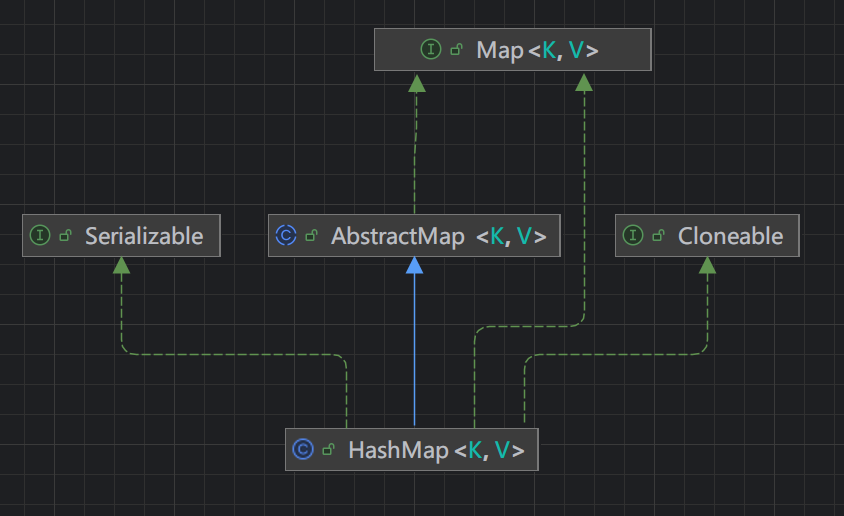 I Map<K, V>
I Serializable
C AbstractMap <K, V>
I Cloneable
C HashMap<K, V>